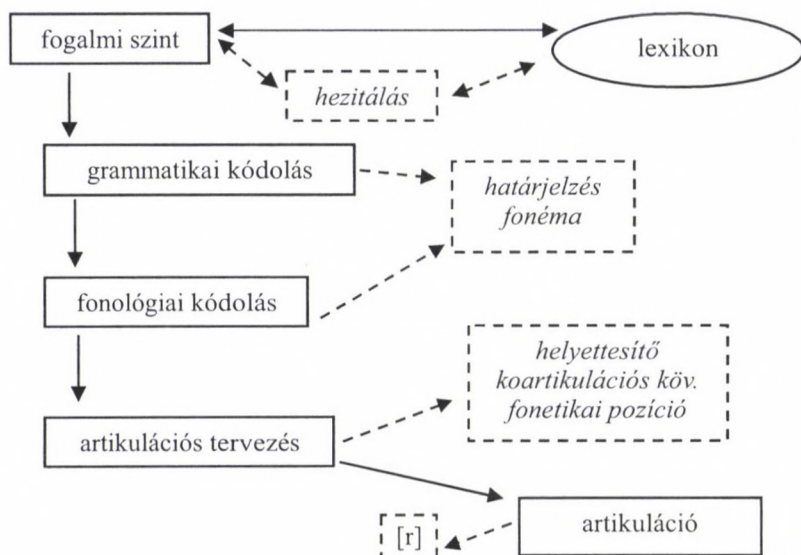 fogalmi szint
lexikon
hezitálás
grammatikai kódolás
határjelzés
fonéma
fonológiai kódolás
helyettesítő
koartikulációs köv.
fonetikai pozíció
artikulációs tervezés
artikuláció
[r]